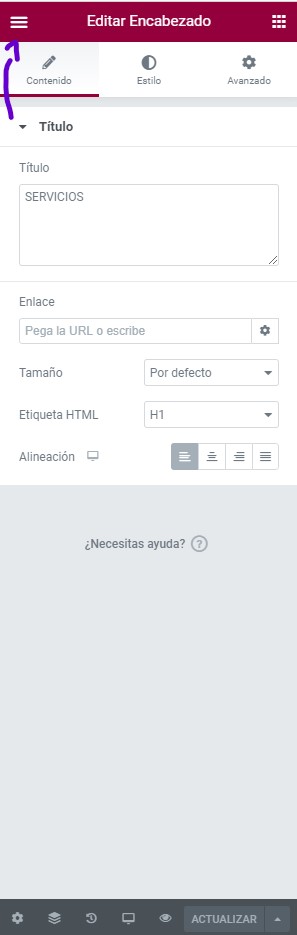 Editar Encabezado
Contenido Estilo Avanzado
Título
Título
SERVICIOS
Enlace
Pega la URL o escribe
Tamaño Por defecto
Etiqueta HTML H1
Alineación
¿Necesitas ayuda? ?
ACTUALIZAR